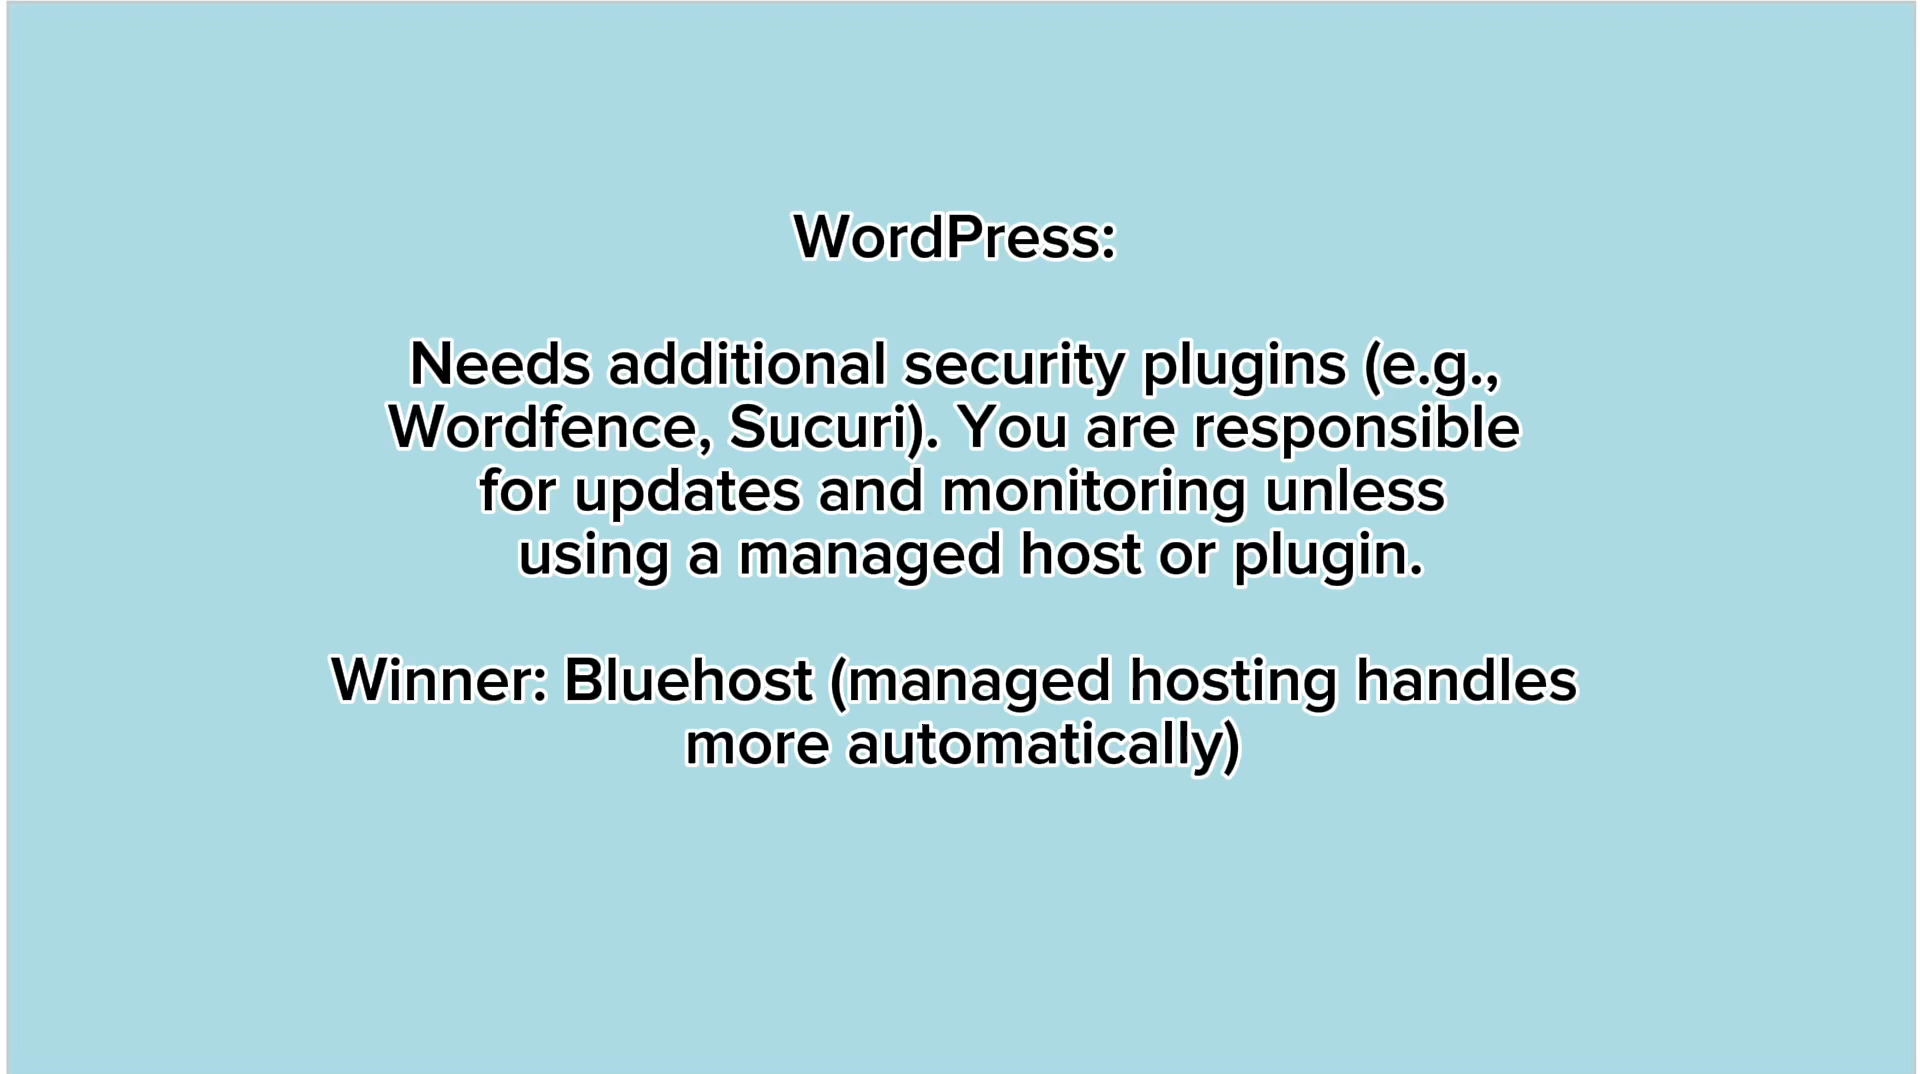 WordPress:
Needs additional security plugins (e.g.,
Wordfence, Sucuri). You are responsible
for updates and monitoring unless
using a managed host or plugin.
Winner: Bluehost (managed hosting handles
more automatically)